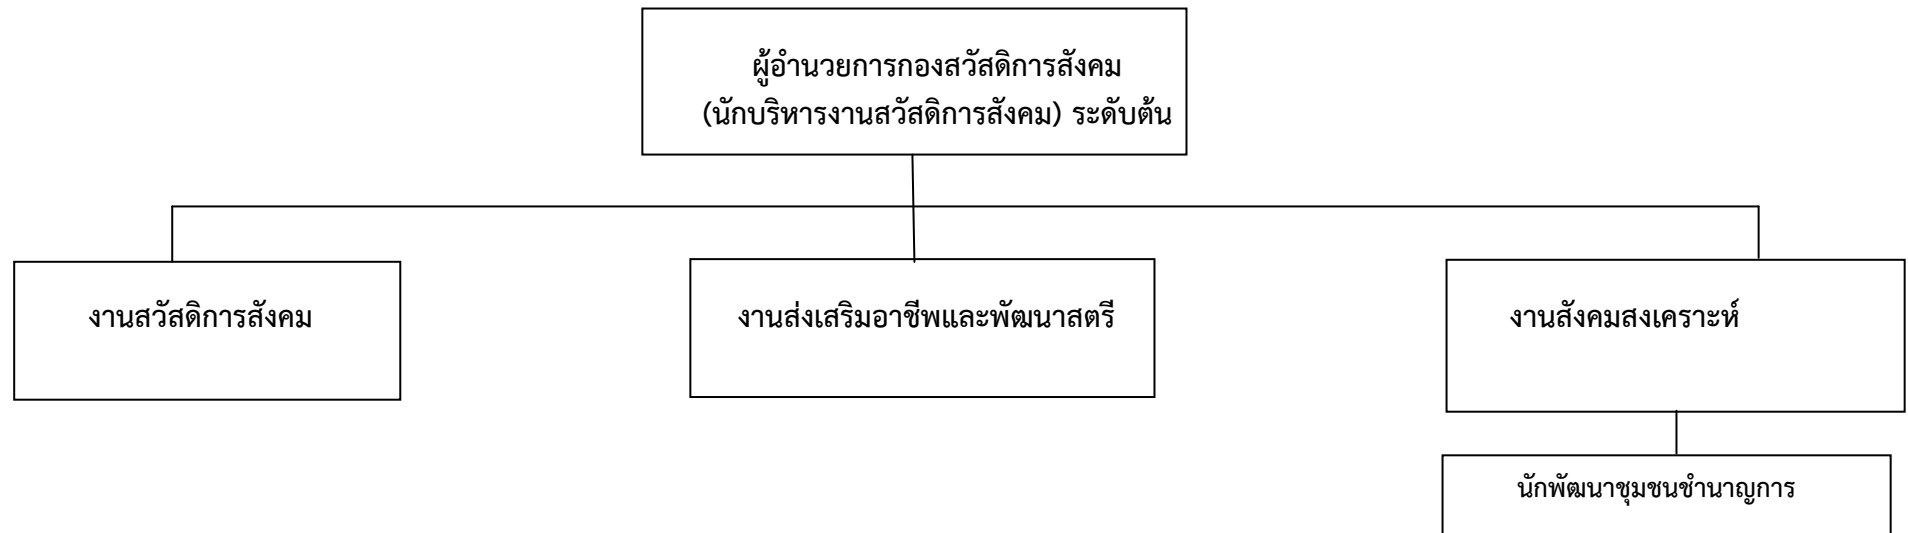 ผู้อำนวยการกองสวัสดิการสังคม
(นักบริหารงานสวัสดิการสังคม) ระดับต้น
งานสวัสดิการสังคม
งานส่งเสริมอาชีพและพัฒนาสตรี
งานสังคมสงเคราะห์
นักพัฒนาชุมชนชำนาญการ